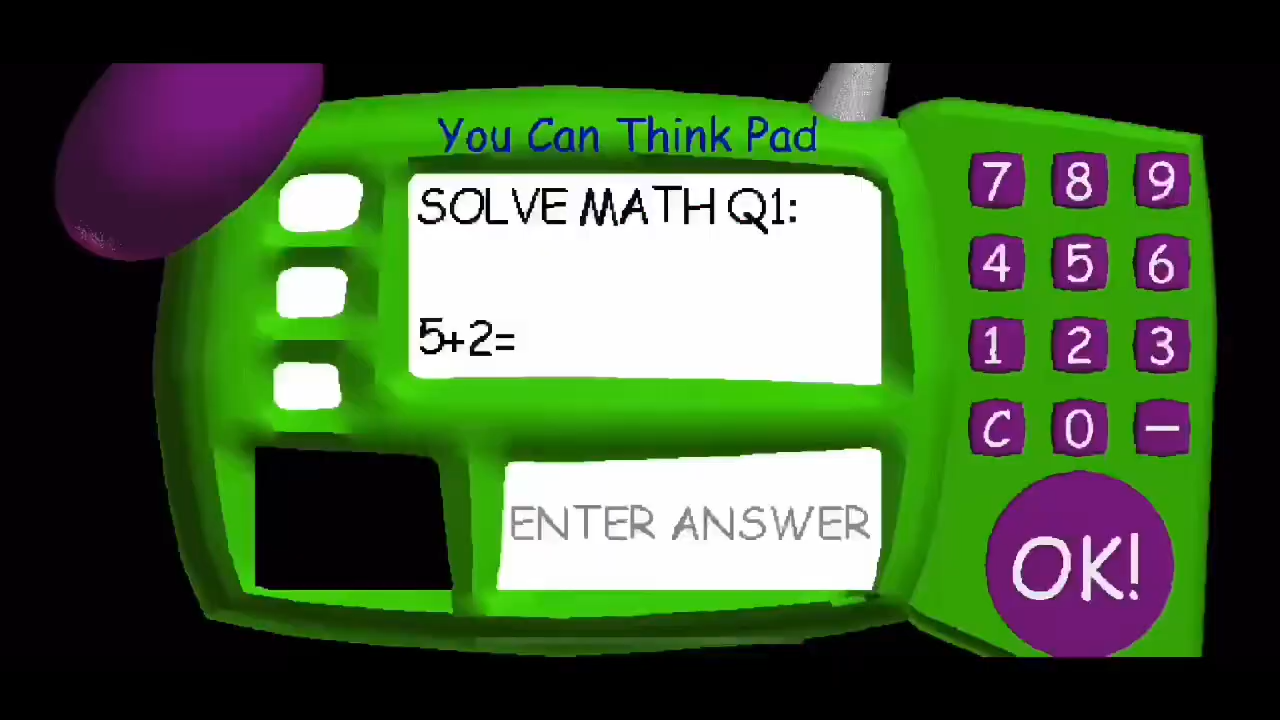 You Can Think Pad
SOLVE MATH Q1:
5+2=
ENTER ANSWER
7 8 9
4 5 6
1 2 3
C 0 —
OK!